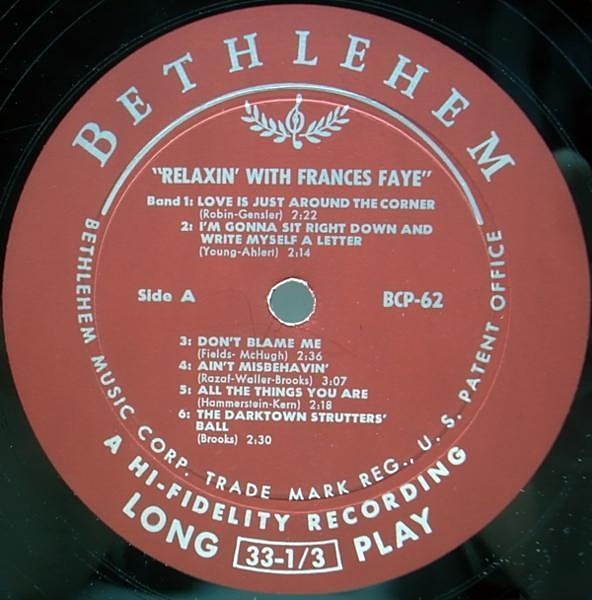 BETHLEHEM
"RELAXIN' WITH FRANCES FAYE"
Band 1: LOVE IS JUST AROUND THE CORNER
(Robin-Gensler) 2:22
2: I'M GONNA SIT RIGHT DOWN AND
WRITE MYSELF A LETTER
(Young-Ahlert) 2:14
Side A
BCP-62
3: DON'T BLAME ME
(Fields- McHugh) 2:36
4: AIN'T MISBEHAVIN'
(Razaf-Waller-Brooks) 3:07
5: ALL THE THINGS YOU ARE
(Hammerstein-Kern) 2:18
6: THE DARKTOWN STRUTTERS'
BALL
(Brooks) 2:30
BETHLEHEM MUSIC CORP. TRADE MARK REG., U. S. PATENT OFFICE
A HI-FIDELITY RECORDING
LONG 33-1/3 PLAY